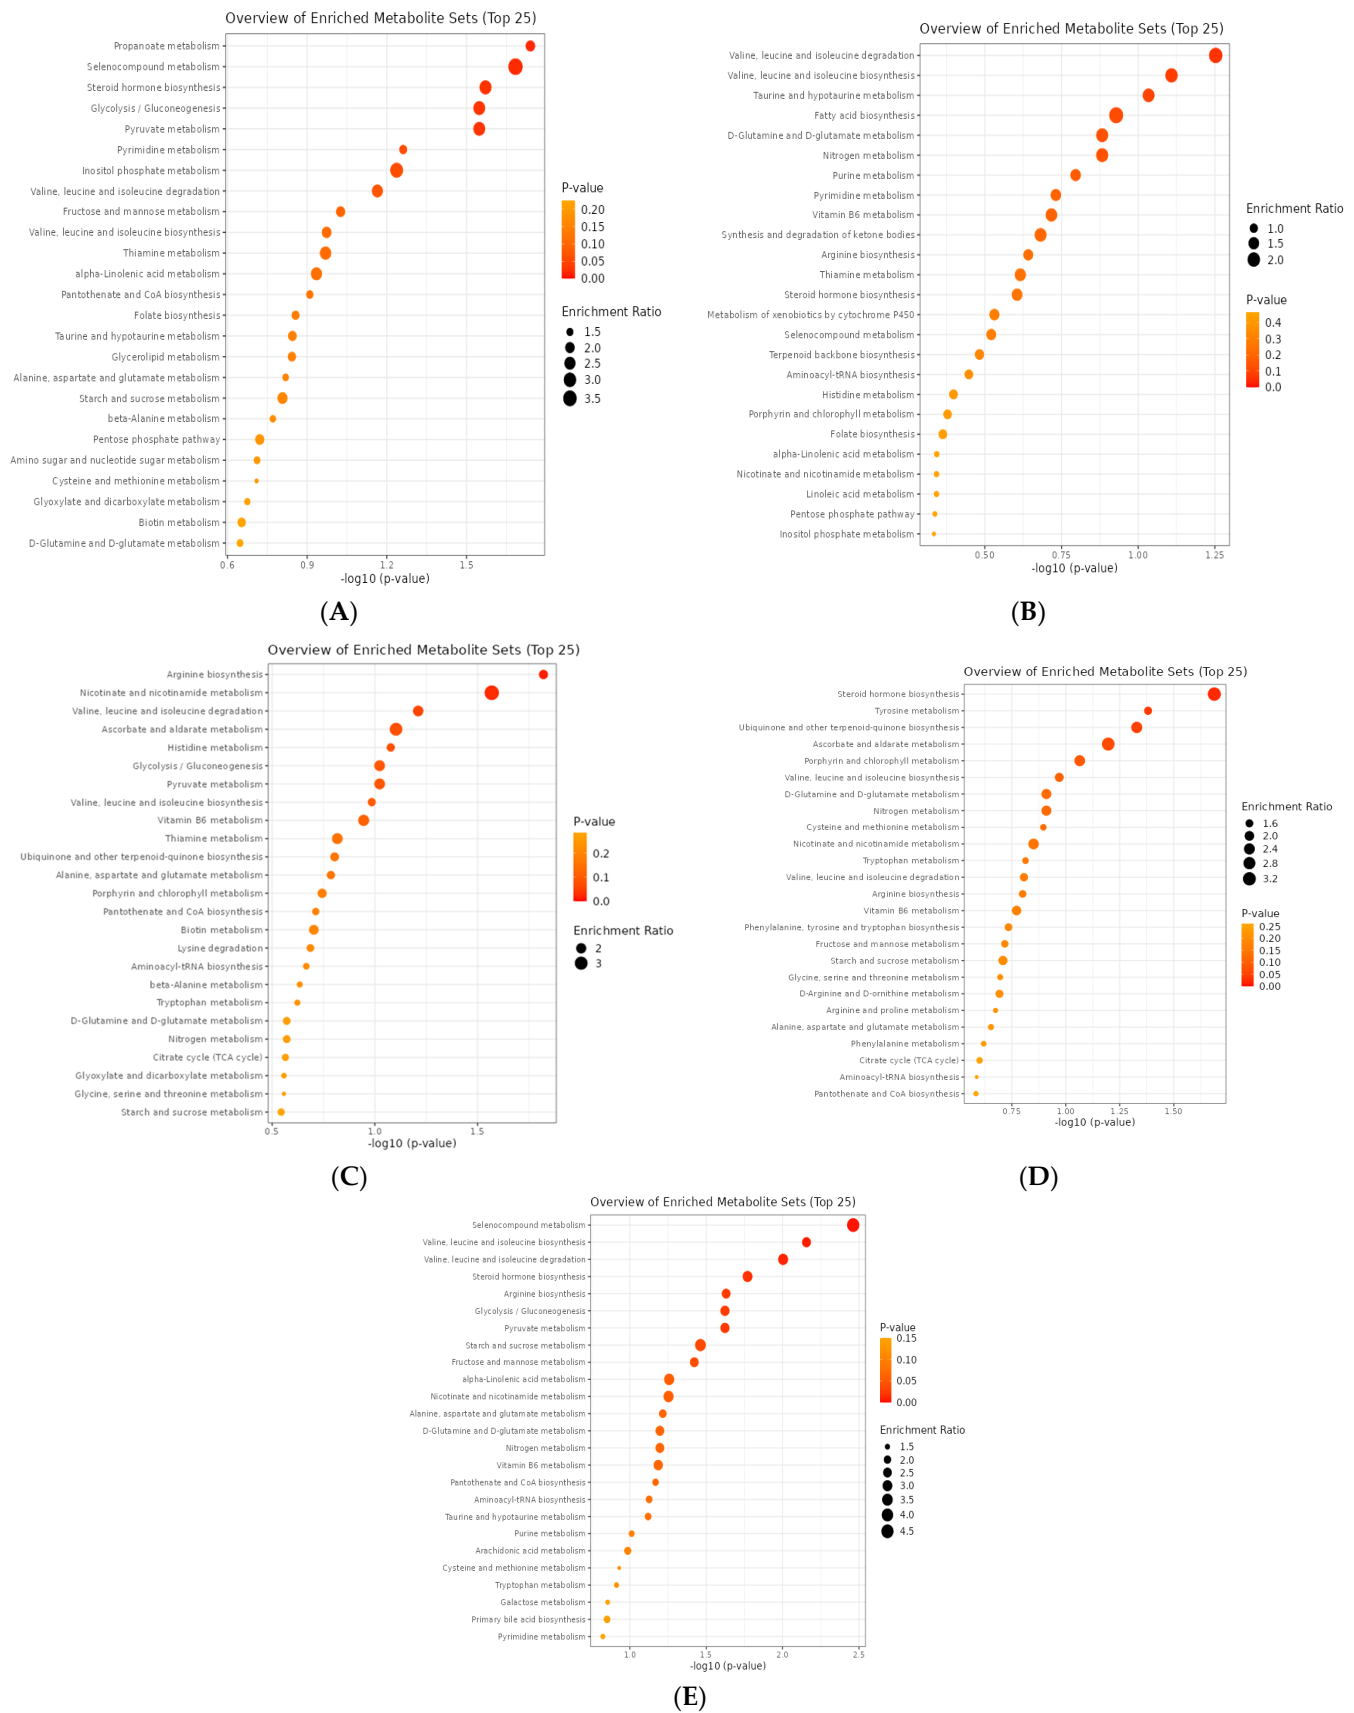 Overview of Enriched Metabolite Sets (Top 25)
Propanoate metabolism
Selenocompound metabolism
Steroid hormone biosynthesis
Glycolysis / Gluconeogenesis
Pyruvate metabolism
Pyrimidine metabolism
Inositol phosphate metabolism
Valine, leucine and isoleucine degradation
Fructose and mannose metabolism
Valine, leucine and isoleucine biosynthesis
Thiamine metabolism
alpha-Linolenic acid metabolism
Pantothenate and CoA biosynthesis
Folate biosynthesis
Taurine and hypotaurine metabolism
Glycerolipid metabolism
Alanine, aspartate and glutamate metabolism
Starch and sucrose metabolism
beta-Alanine metabolism
Pentose phosphate pathway
Amino sugar and nucleotide sugar metabolism
Cysteine and methionine metabolism
Glyoxylate and dicarboxylate metabolism
Biotin metabolism
D-Glutamine and D-glutamate metabolism
0.6 0.9 1.2 1.5
-log10 (p-value)
P-value
0.20
0.15
0.10
0.05
0.00
Enrichment Ratio
1.5
2.0
2.5
3.0
3.5
(A)
Overview of Enriched Metabolite Sets (Top 25)
Valine, leucine and isoleucine degradation
Valine, leucine and isoleucine biosynthesis
Taurine and hypotaurine metabolism
Fatty acid biosynthesis
D-Glutamine and D-glutamate metabolism
Nitrogen metabolism
Purine metabolism
Pyrimidine metabolism
Vitamin B6 metabolism
Synthesis and degradation of ketone bodies
Arginine biosynthesis
Thiamine metabolism
Steroid hormone biosynthesis
Metabolism of xenobiotics by cytochrome P450
Selenocompound metabolism
Terpenoid backbone biosynthesis
Aminoacyl-tRNA biosynthesis
Histidine metabolism
Porphyrin and chlorophyll metabolism
Folate biosynthesis
alpha-Linolenic acid metabolism
Nicotinate and nicotinamide metabolism
Linoleic acid metabolism
Pentose phosphate pathway
Inositol phosphate metabolism
0.50 0.75 1.00 1.25
-log10 (p-value)
Enrichment Ratio
1.0
1.5
2.0
P-value
0.4
0.3
0.2
0.1
0.0
(B)
Overview of Enriched Metabolite Sets (Top 25)
Arginine biosynthesis
Nicotinate and nicotinamide metabolism
Valine, leucine and isoleucine degradation
Ascorbate and aldarate metabolism
Histidine metabolism
Glycolysis / Gluconeogenesis
Pyruvate metabolism
Valine, leucine and isoleucine biosynthesis
Vitamin B6 metabolism
Thiamine metabolism
Ubiquinone and other terpenoid-quinone biosynthesis
Alanine, aspartate and glutamate metabolism
Porphyrin and chlorophyll metabolism
Pantothenate and CoA biosynthesis
Biotin metabolism
Lysine degradation
Aminoacyl-tRNA biosynthesis
beta-Alanine metabolism
Tryptophan metabolism
D-Glutamine and D-glutamate metabolism
Nitrogen metabolism
Citrate cycle (TCA cycle)
Glyoxylate and dicarboxylate metabolism
Glycine, serine and threonine metabolism
Starch and sucrose metabolism
0.5 1.0 1.5
-log10 (p-value)
P-value
0.2
0.1
0.0
Enrichment Ratio
2
3
(C)
Overview of Enriched Metabolite Sets (Top 25)
Steroid hormone biosynthesis
Tyrosine metabolism
Ubiquinone and other terpenoid-quinone biosynthesis
Ascorbate and aldarate metabolism
Porphyrin and chlorophyll metabolism
Valine, leucine and isoleucine biosynthesis
D-Glutamine and D-glutamate metabolism
Nitrogen metabolism
Cysteine and methionine metabolism
Nicotinate and nicotinamide metabolism
Tryptophan metabolism
Valine, leucine and isoleucine degradation
Arginine biosynthesis
Vitamin B6 metabolism
Phenylalanine, tyrosine and tryptophan biosynthesis
Fructose and mannose metabolism
Starch and sucrose metabolism
Glycine, serine and threonine metabolism
D-Arginine and D-ornithine metabolism
Arginine and proline metabolism
Alanine, aspartate and glutamate metabolism
Phenylalanine metabolism
Citrate cycle (TCA cycle)
Aminoacyl-tRNA biosynthesis
Pantothenate and CoA biosynthesis
0.75 1.00 1.25 1.50
-log10 (p-value)
Enrichment Ratio
1.6
2.0
2.4
2.8
3.2
P-value
0.25
0.20
0.15
0.10
0.05
0.00
(D)
Overview of Enriched Metabolite Sets (Top 25)
Selenocompound metabolism
Valine, leucine and isoleucine biosynthesis
Valine, leucine and isoleucine degradation
Steroid hormone biosynthesis
Arginine biosynthesis
Glycolysis / Gluconeogenesis
Pyruvate metabolism
Starch and sucrose metabolism
Fructose and mannose metabolism
alpha-Linolenic acid metabolism
Nicotinate and nicotinamide metabolism
Alanine, aspartate and glutamate metabolism
D-Glutamine and D-glutamate metabolism
Nitrogen metabolism
Vitamin B6 metabolism
Pantothenate and CoA biosynthesis
Aminoacyl-tRNA biosynthesis
Taurine and hypotaurine metabolism
Purine metabolism
Arachidonic acid metabolism
Cysteine and methionine metabolism
Tryptophan metabolism
Galactose metabolism
Primary bile acid biosynthesis
Pyrimidine metabolism
1.0 1.5 2.0 2.5
-log10 (p-value)
P-value
0.15
0.10
0.05
0.00
Enrichment Ratio
1.5
2.0
2.5
3.0
3.5
4.0
4.5
(E)